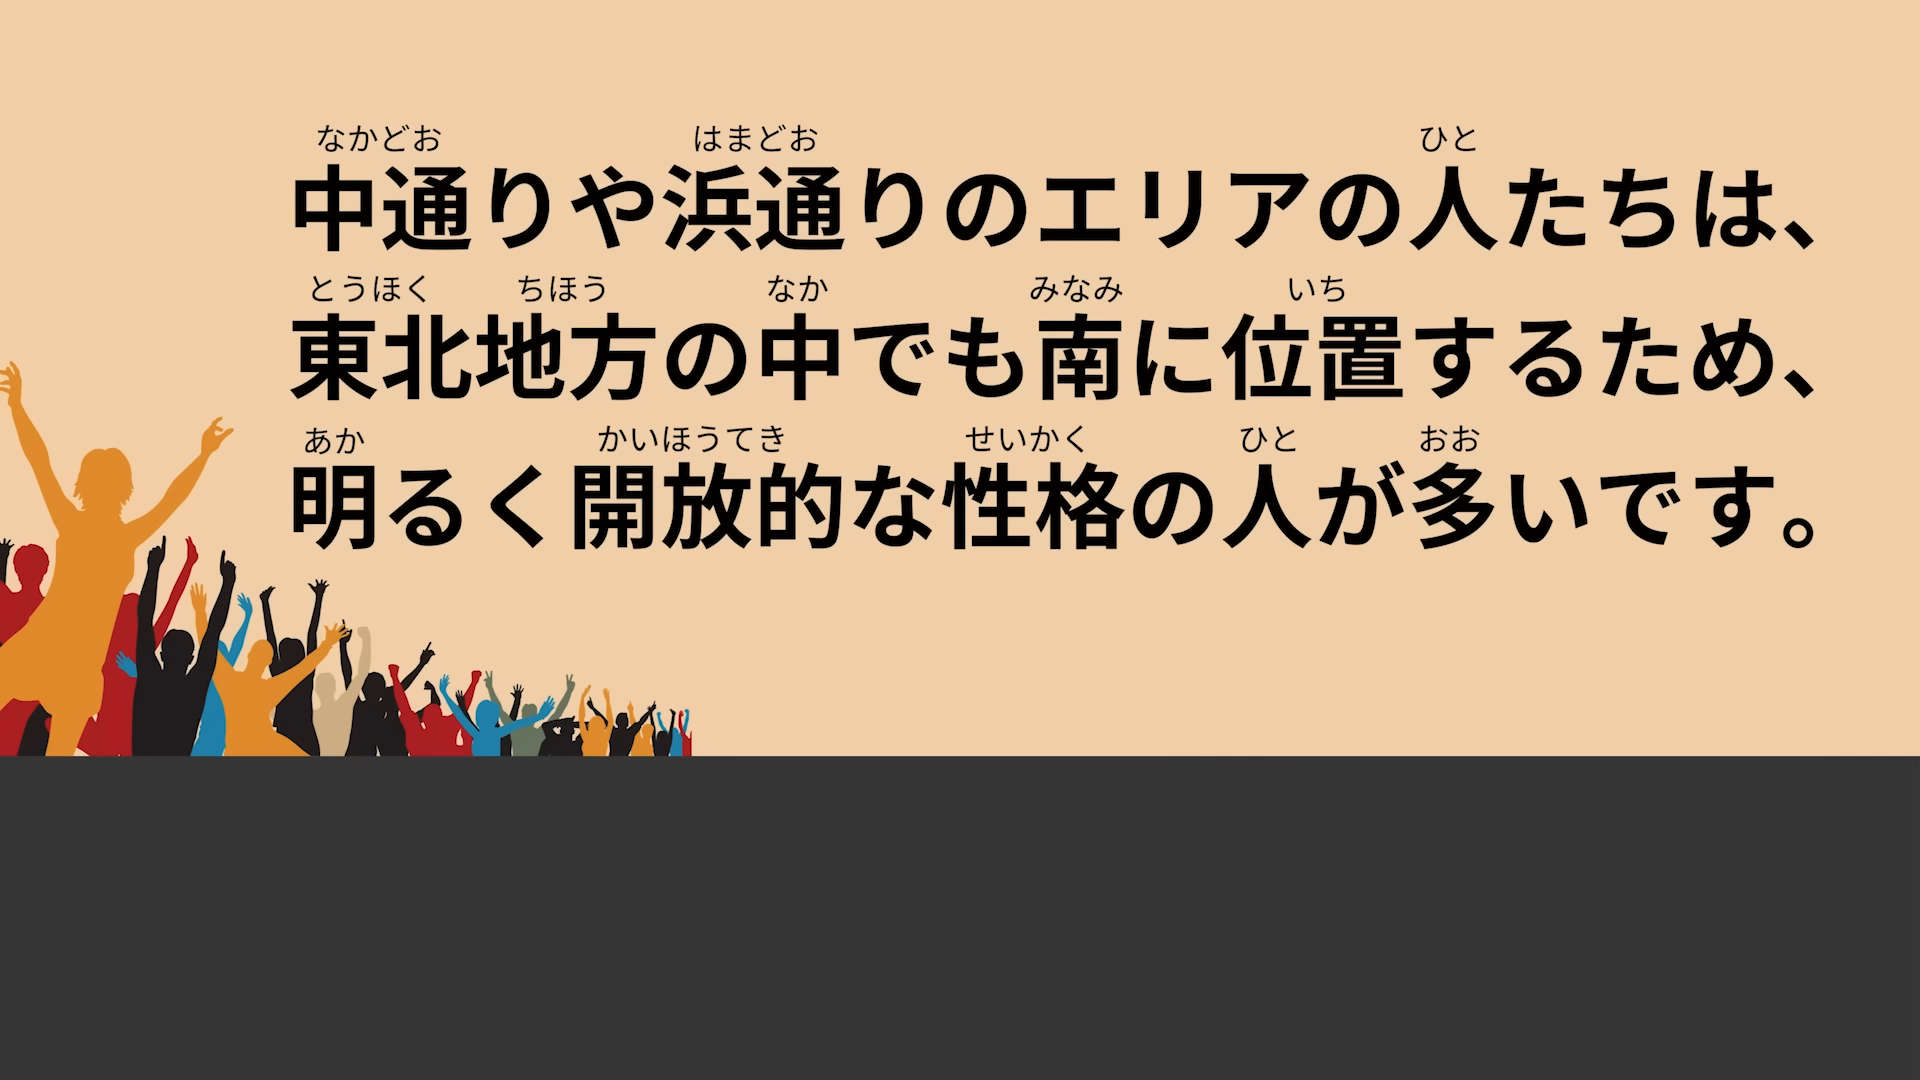 なかどお はまどお ひと
中通りや浜通りのエリアの人たちは、
とうほく ちほう なか みなみ いち
東北地方の中でも南に位置するため、
あか かいほうてき せいかく ひと おお
明るく開放的な性格の人が多いです。